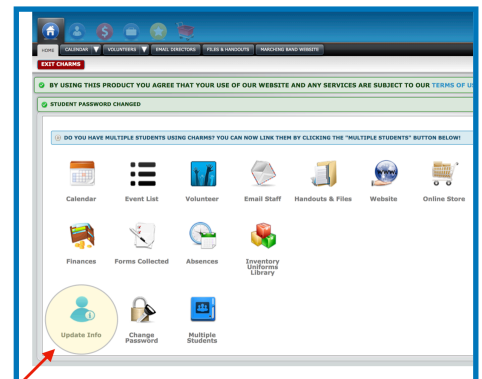 HOME CALENDAR VOLUNTEERS EMAIL DIRECTORS FILES & HANDOUTS MARCHING BAND WEBSITE
EXIT CHARMS
BY USING THIS PRODUCT YOU AGREE THAT YOUR USE OF OUR WEBSITE AND ANY SERVICES ARE SUBJECT TO OUR TERMS OF US
STUDENT PASSWORD CHANGED
DO YOU HAVE MULTIPLE STUDENTS USING CHARMS? YOU CAN NOW LINK THEM BY CLICKING THE "MULTIPLE STUDENTS" BUTTON BELOW!
www
Calendar Event List Volunteer Email Staff Handouts & Files Website Online Store
Finances Forms Collected Absences Inventory
Uniforms
Library
Update Info Change Multiple
Password Students